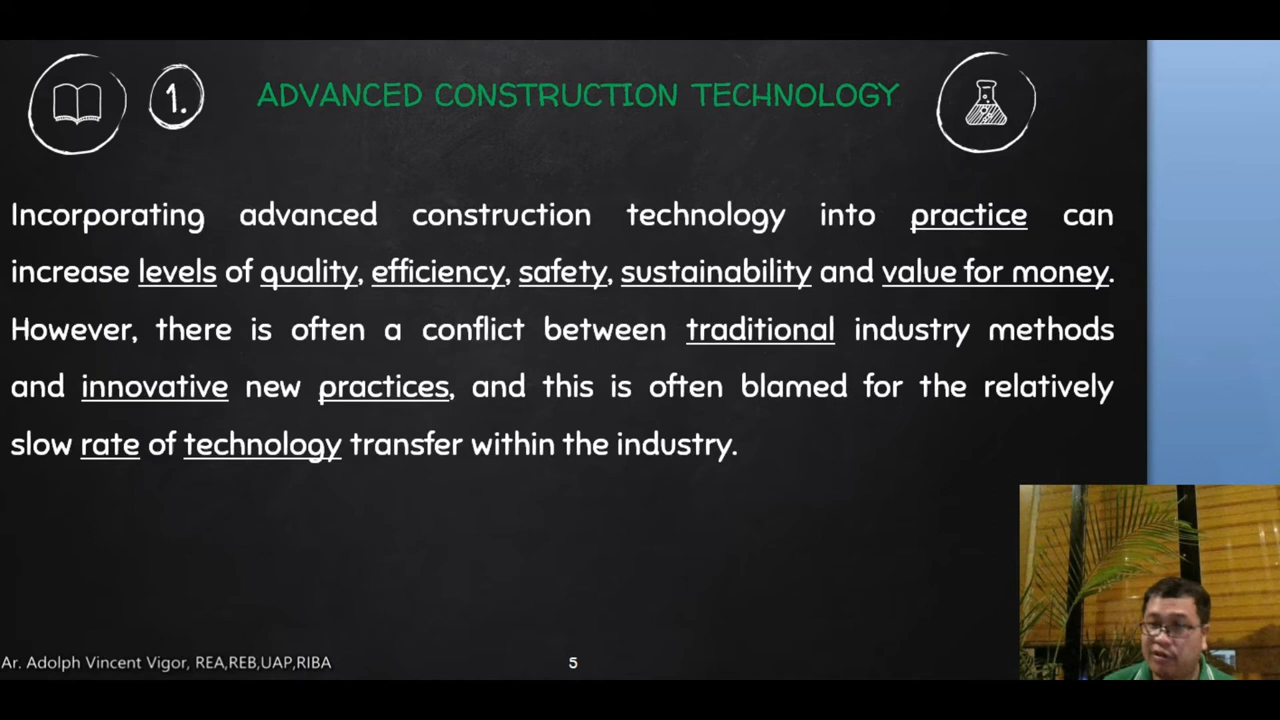 1.
ADVANCED CONSTRUCTION TECHNOLOGY
Incorporating advanced construction technology into practice can
increase levels of quality, efficiency, safety, sustainability and value for money.
However, there is often a conflict between traditional industry methods
and innovative new practices, and this is often blamed for the relatively
slow rate of technology transfer within the industry.
Ar. Adolph Vincent Vigor, REA,REB,UAP,RIBA
5